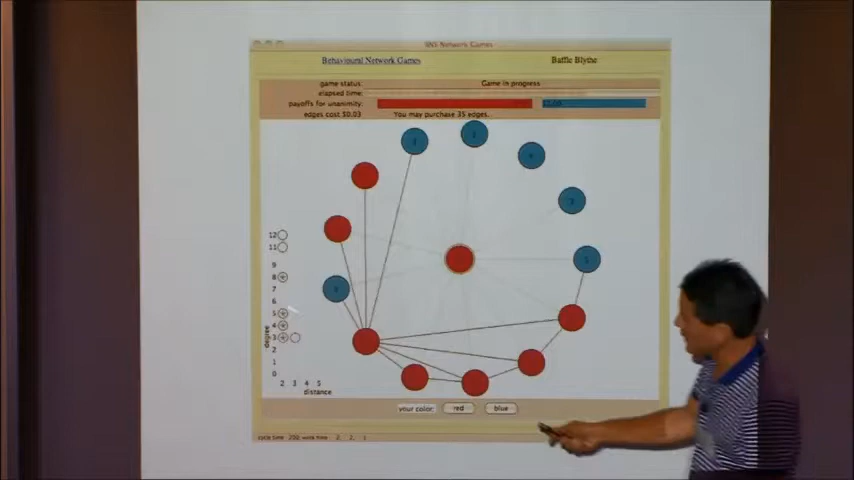 SNS Network Games
Behavioural Network Games
Baffle Blythe
game status:
Game in progress
elapsed time:
payoffs for unanimity:
edges cost $0.03
You may purchase 35 edges.
12
11
9
8
7
6
5
4
3
2
1
0
degree
2 3 4 5
distance
your color:
red
blue